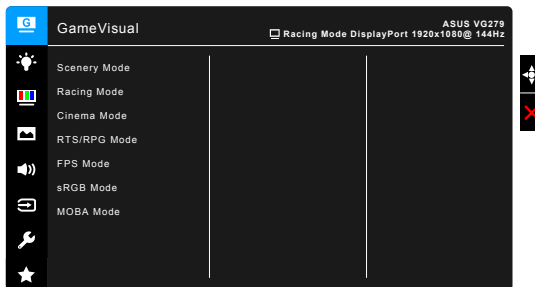 G
GameVisual
ASUS VG279
Racing Mode DisplayPort 1920x1080@ 144Hz
Scenery Mode
Racing Mode
Cinema Mode
RTS/RPG Mode
FPS Mode
sRGB Mode
MOBA Mode